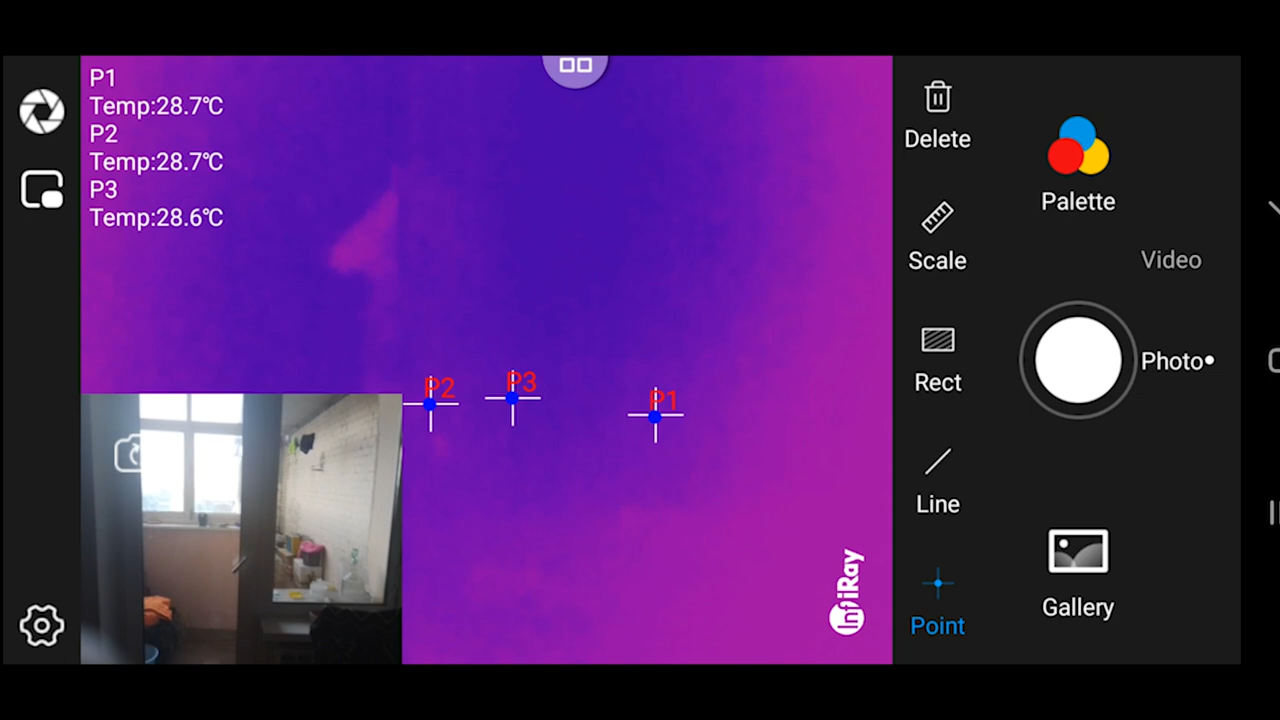 P1
Temp:28.7℃
P2
Temp:28.7℃
P3
Temp:28.6℃
P2
P3
P1
InfiRay
Delete
Scale
Rect
Line
Point
Palette
Video
Photo
Gallery